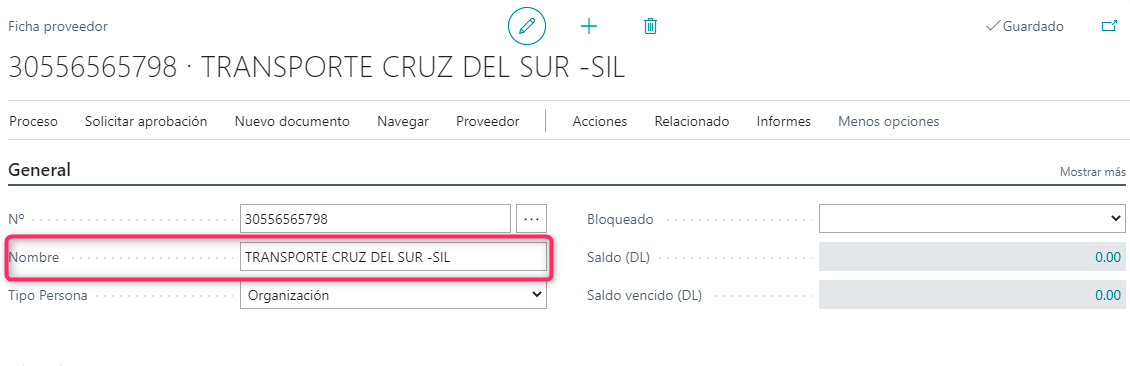 Ficha proveedor
Guardado
30556565798 · TRANSPORTE CRUZ DEL SUR -SIL
Proceso Solicitar aprobación Nuevo documento Navegar Proveedor Acciones Relacionado Informes Menos opciones
General
Mostrar más
Nº 30556565798 ...
Nombre TRANSPORTE CRUZ DEL SUR -SIL
Tipo Persona Organización
Bloqueado
Saldo (DL) 0.00
Saldo vencido (DL) 0.00